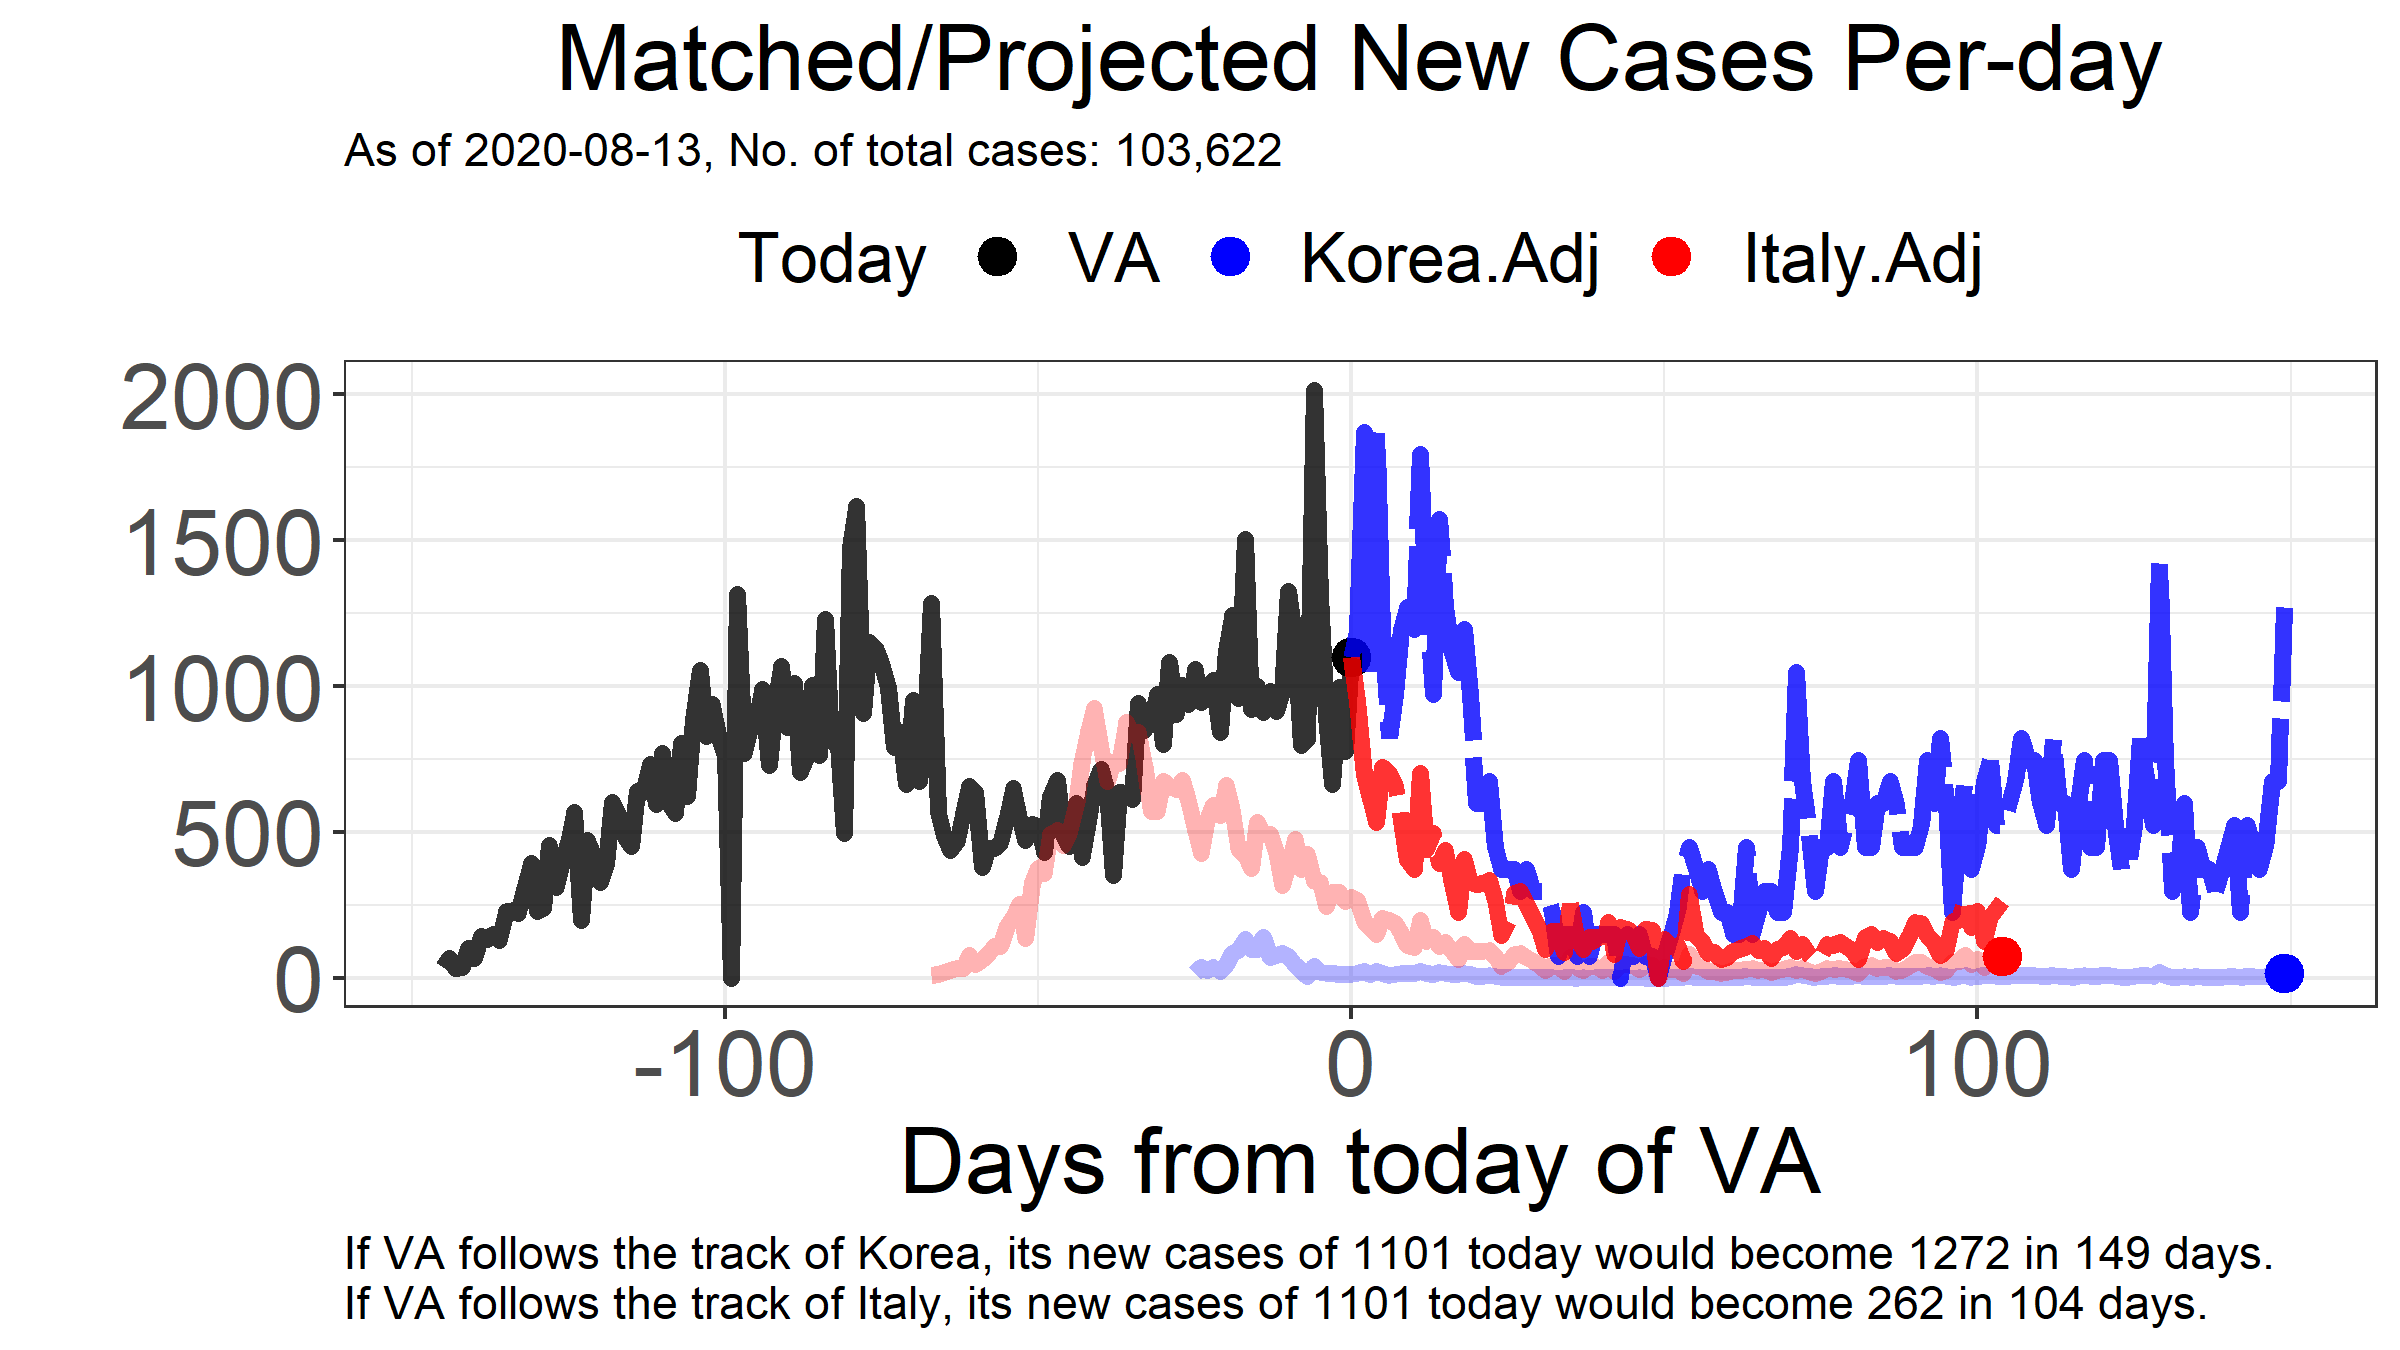 Matched/Projected New Cases Per-day
As of 2020-08-13, No. of total cases: 103,622
Today VA Korea.Adj Italy.Adj
2000
1500
1000
500
0
-100 0 100
Days from today of VA
If VA follows the track of Korea, its new cases of 1101 today would become 1272 in 149 days.
If VA follows the track of Italy, its new cases of 1101 today would become 262 in 104 days.